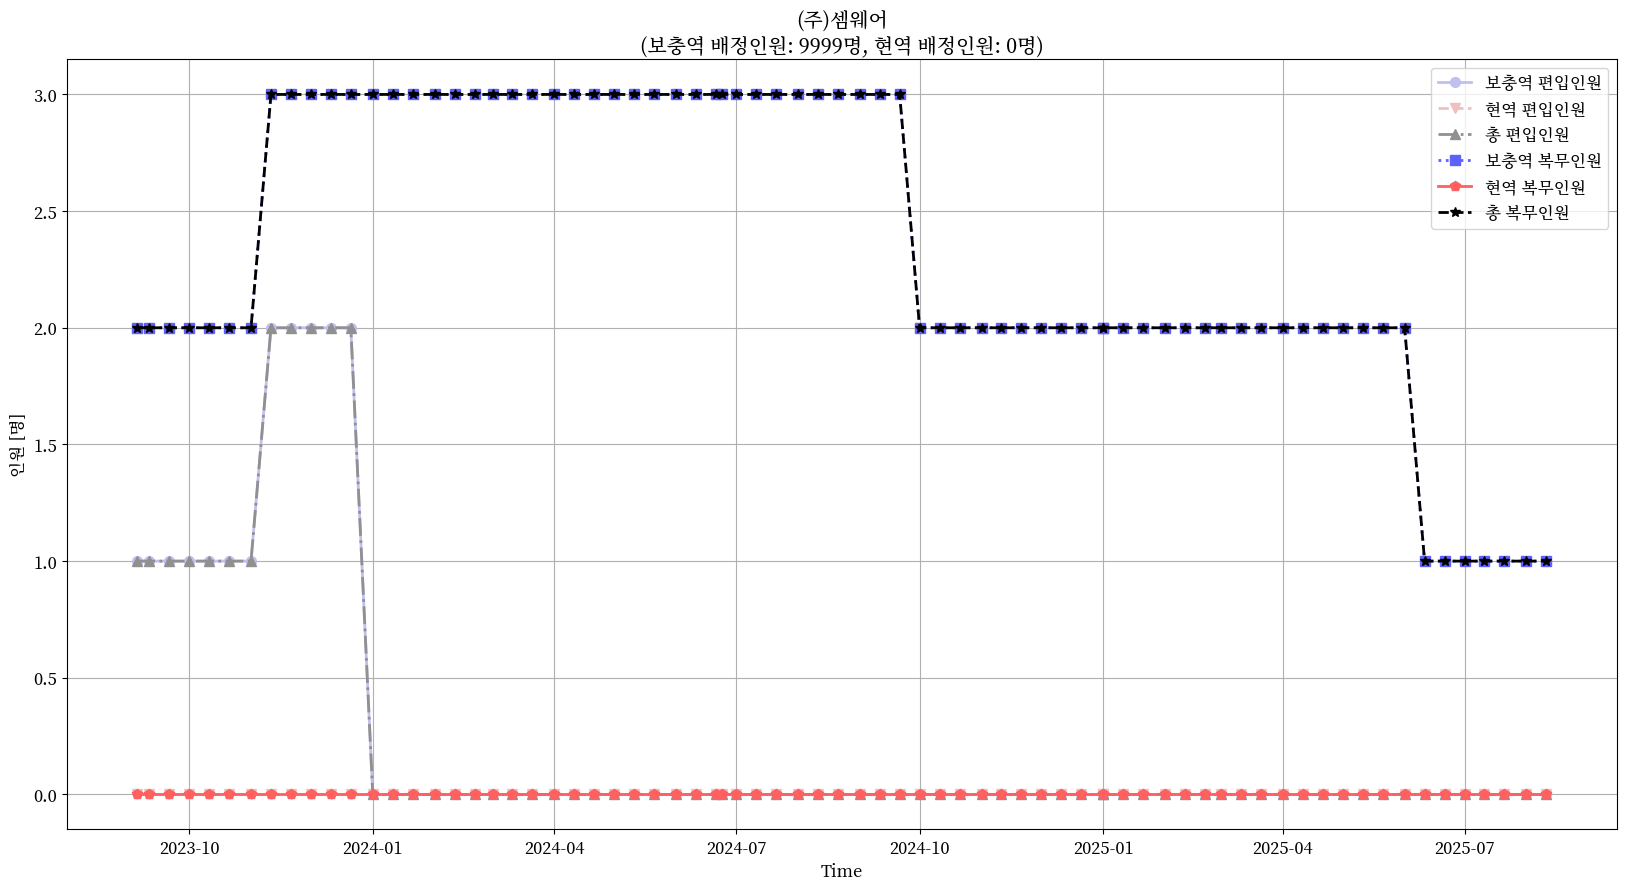 (주)셈웨어
(보충역 배정인원: 9999명, 현역 배정인원: 0명)
보충역 편입인원
현역 편입인원
총 편입인원
보충역 복무인원
현역 복무인원
총 복무인원
인원 [명]
3.0
2.5
2.0
1.5
1.0
0.5
0.0
2023-10
2024-01
2024-04
2024-07
2024-10
2025-01
2025-04
2025-07
Time